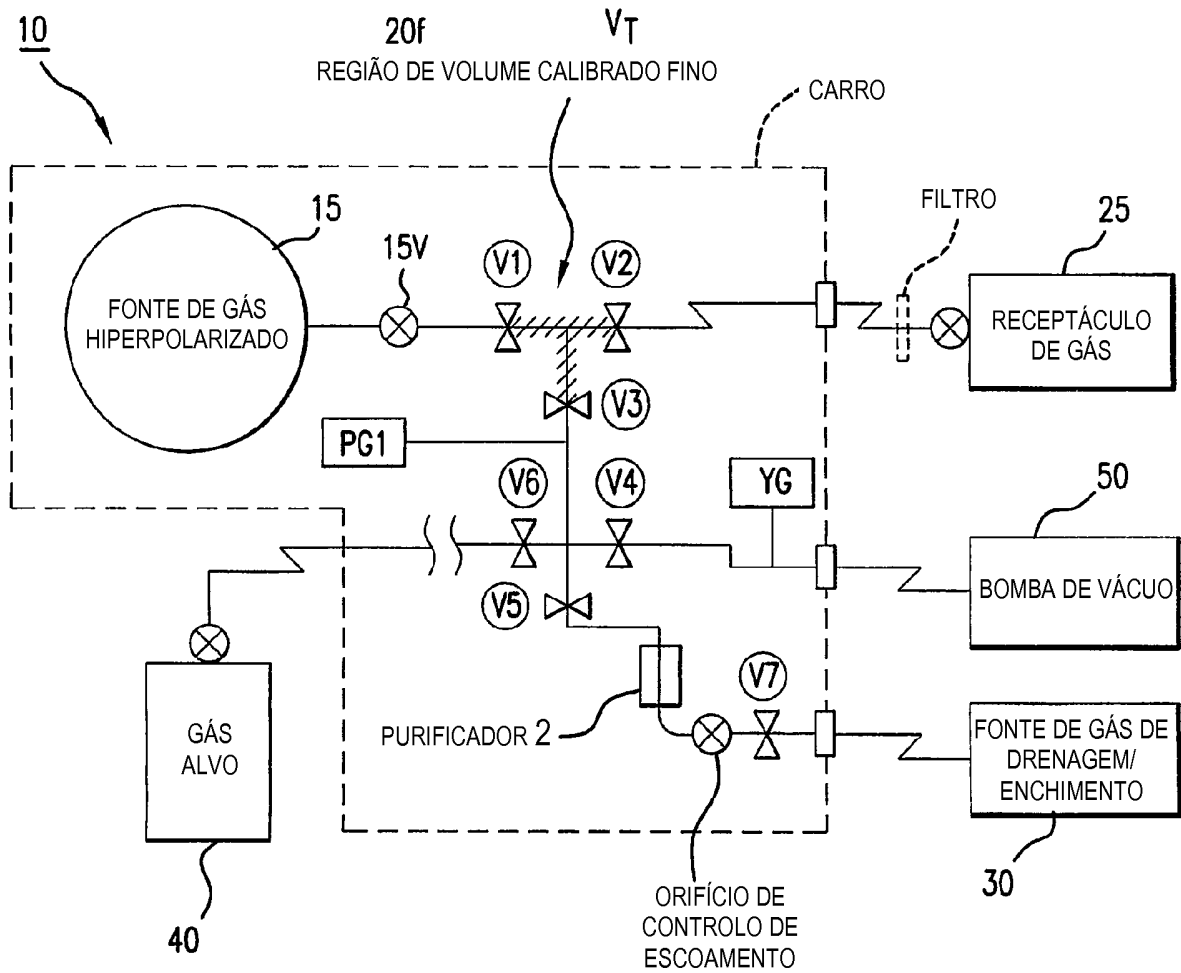 10
20f
VT
REGIÃO DE VOLUME CALIBRADO FINO
CARRO
15
15V
V1
V2
FILTRO
25
FONTE DE GÁS
HIPERPOLARIZADO
RECEPTÁCULO
DE GÁS
V3
PG1
V6
V4
YG
50
BOMBA DE VÁCUO
V5
GÁS
ALVO
PURIFICADOR 2
V7
FONTE DE GÁS DE
DRENAGEM/
ENCHIMENTO
40
30
ORIFÍCIO DE
CONTROLO DE
ESCOAMENTO